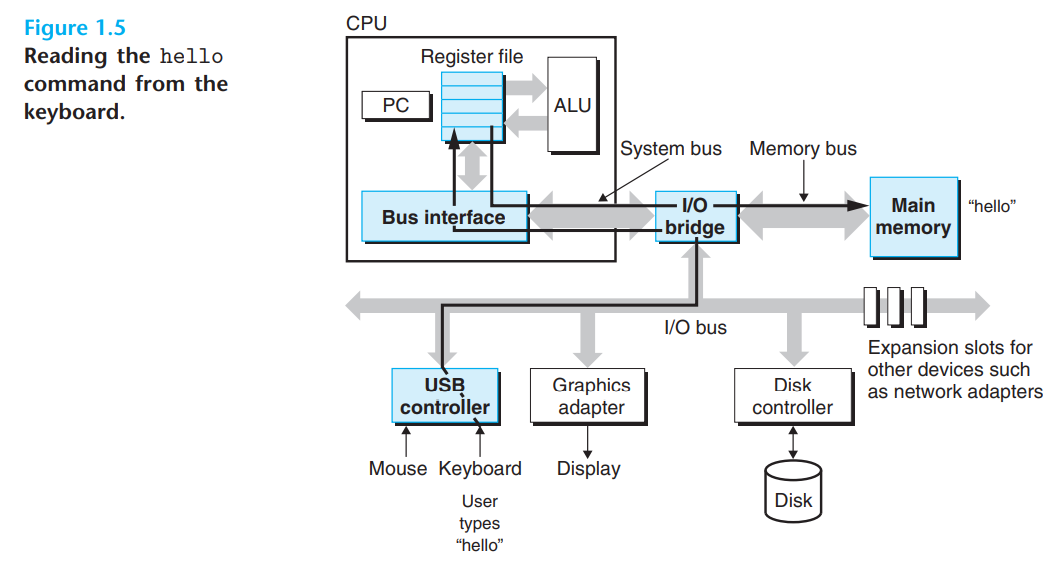 Figure 1.5
Reading the hello
command from the
keyboard.
CPU
Register file
PC
ALU
System bus
Memory bus
Bus interface
I/O
bridge
Main
memory
“hello”
I/O bus
Expansion slots for
other devices such
as network adapters
USB
controller
Graphics
adapter
Disk
controller
Mouse
Keyboard
Display
Disk
User
types
“hello”